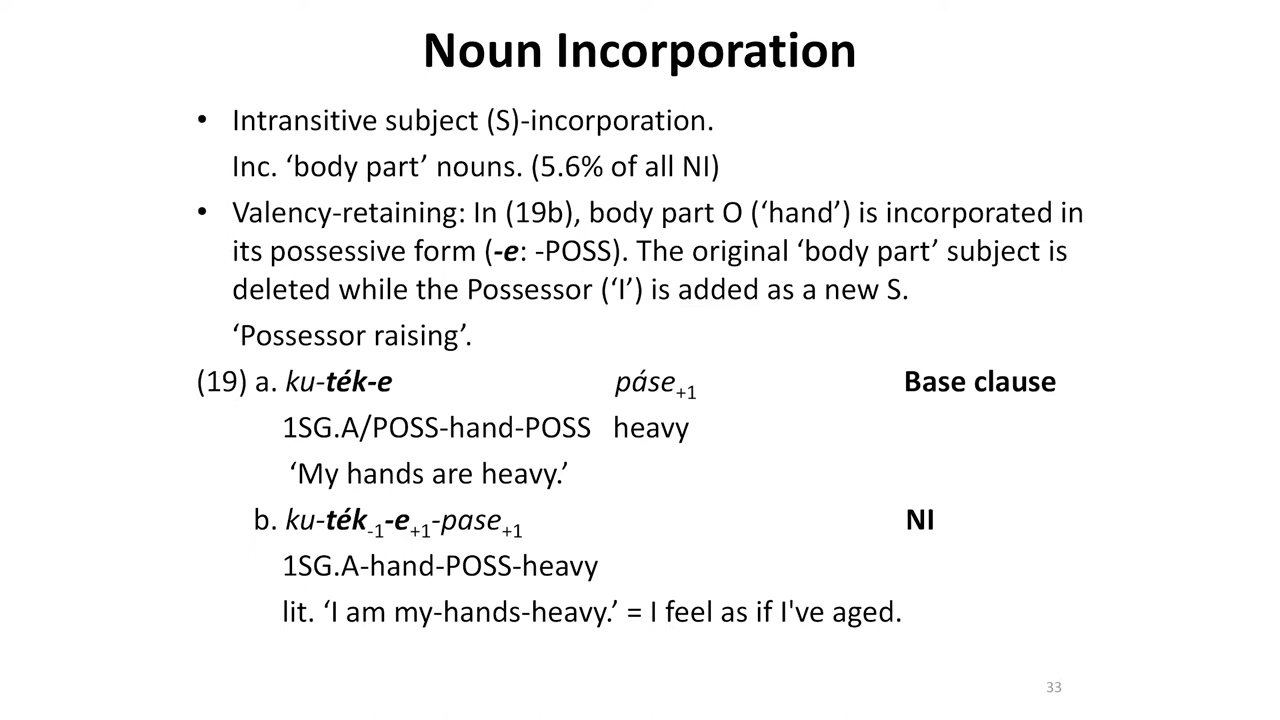 Noun Incorporation
• Intransitive subject (S)-incorporation.
Inc. ‘body part’ nouns. (5.6% of all NI)
• Valency-retaining: In (19b), body part O (‘hand’) is incorporated in
its possessive form (-e: -POSS). The original ‘body part’ subject is
deleted while the Possessor (‘I’) is added as a new S.
‘Possessor raising’.
(19) a. ku-ték-e páse+1 Base clause
1SG.A/POSS-hand-POSS heavy
‘My hands are heavy.’
b. ku-ték-1-e+1-pase+1 NI
1SG.A-hand-POSS-heavy
lit. ‘I am my-hands-heavy.’ = I feel as if I've aged.
33